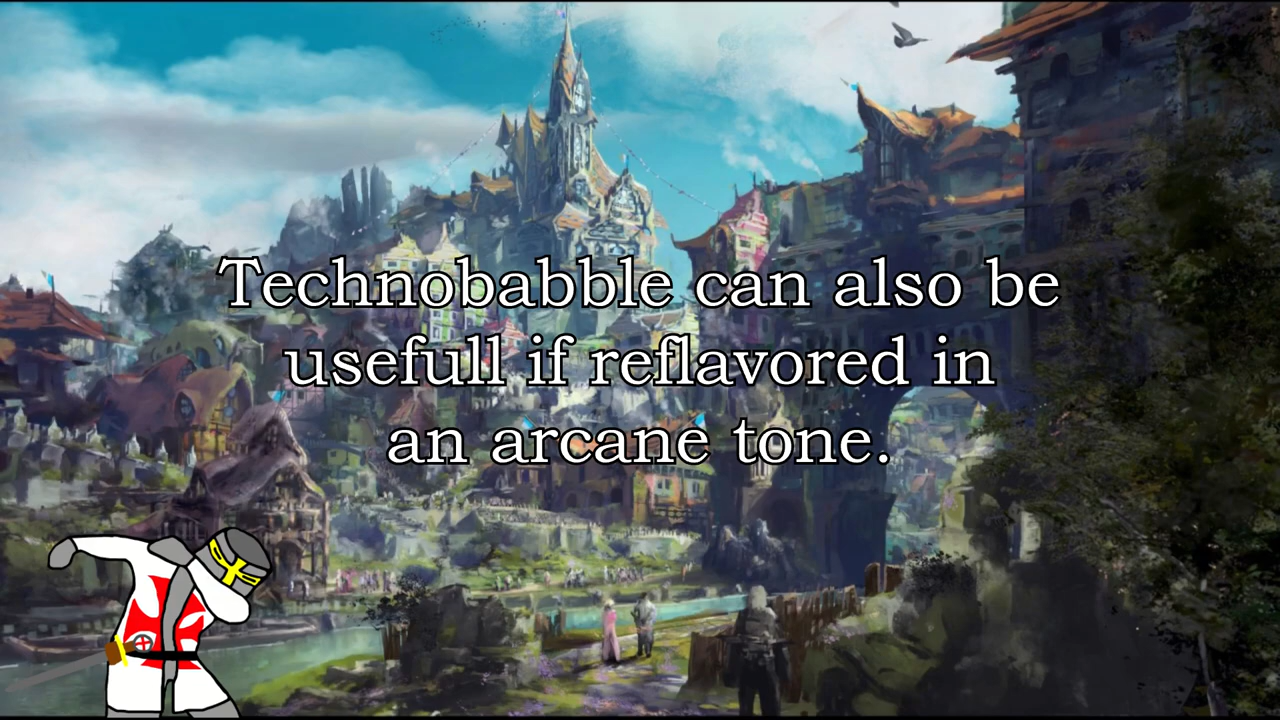 Technobabble can also be
usefull if reflavored in
an arcane tone.